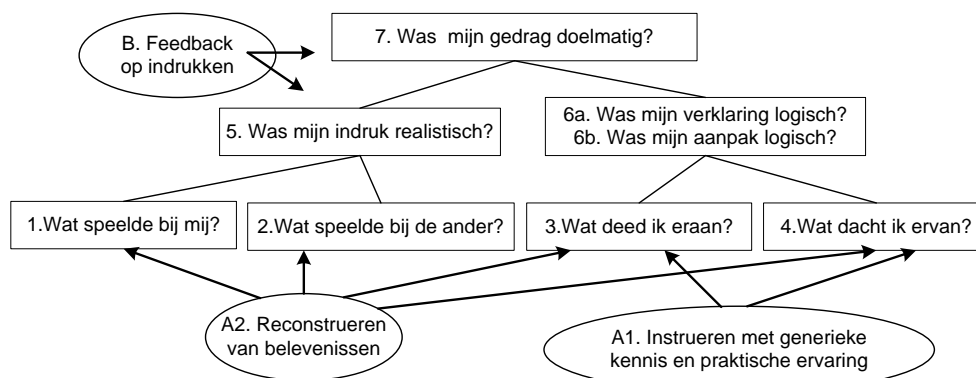 7. Was mijn gedrag doelmatig?
B. Feedback
op indrukken
5. Was mijn indruk realistisch?
6a. Was mijn verklaring logisch?
6b. Was mijn aanpak logisch?
1.Wat speelde bij mij?
2.Wat speelde bij de ander?
3.Wat deed ik eraan?
4.Wat dacht ik ervan?
A2. Reconstrueren
van belevenissen
A1. Instrueren met generieke
kennis en praktische ervaring